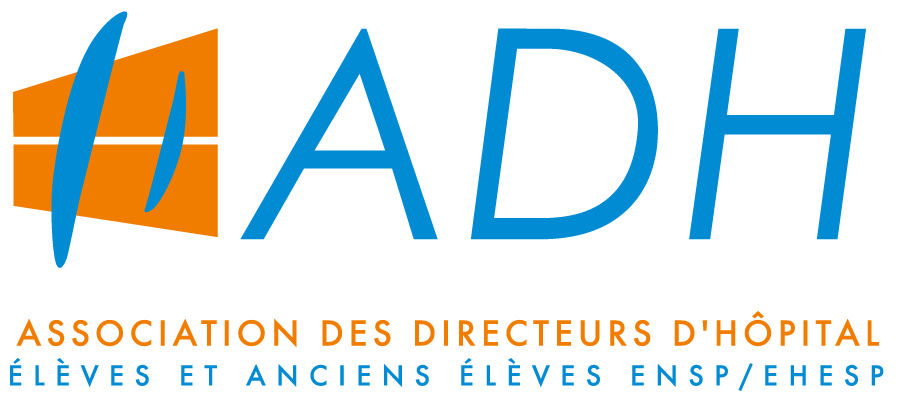 ADH
ASSOCIATION DES DIRECTEURS D'HÔPITAL
ÉLÈVES ET ANCIENS ÉLÈVES ENSP/EHESP